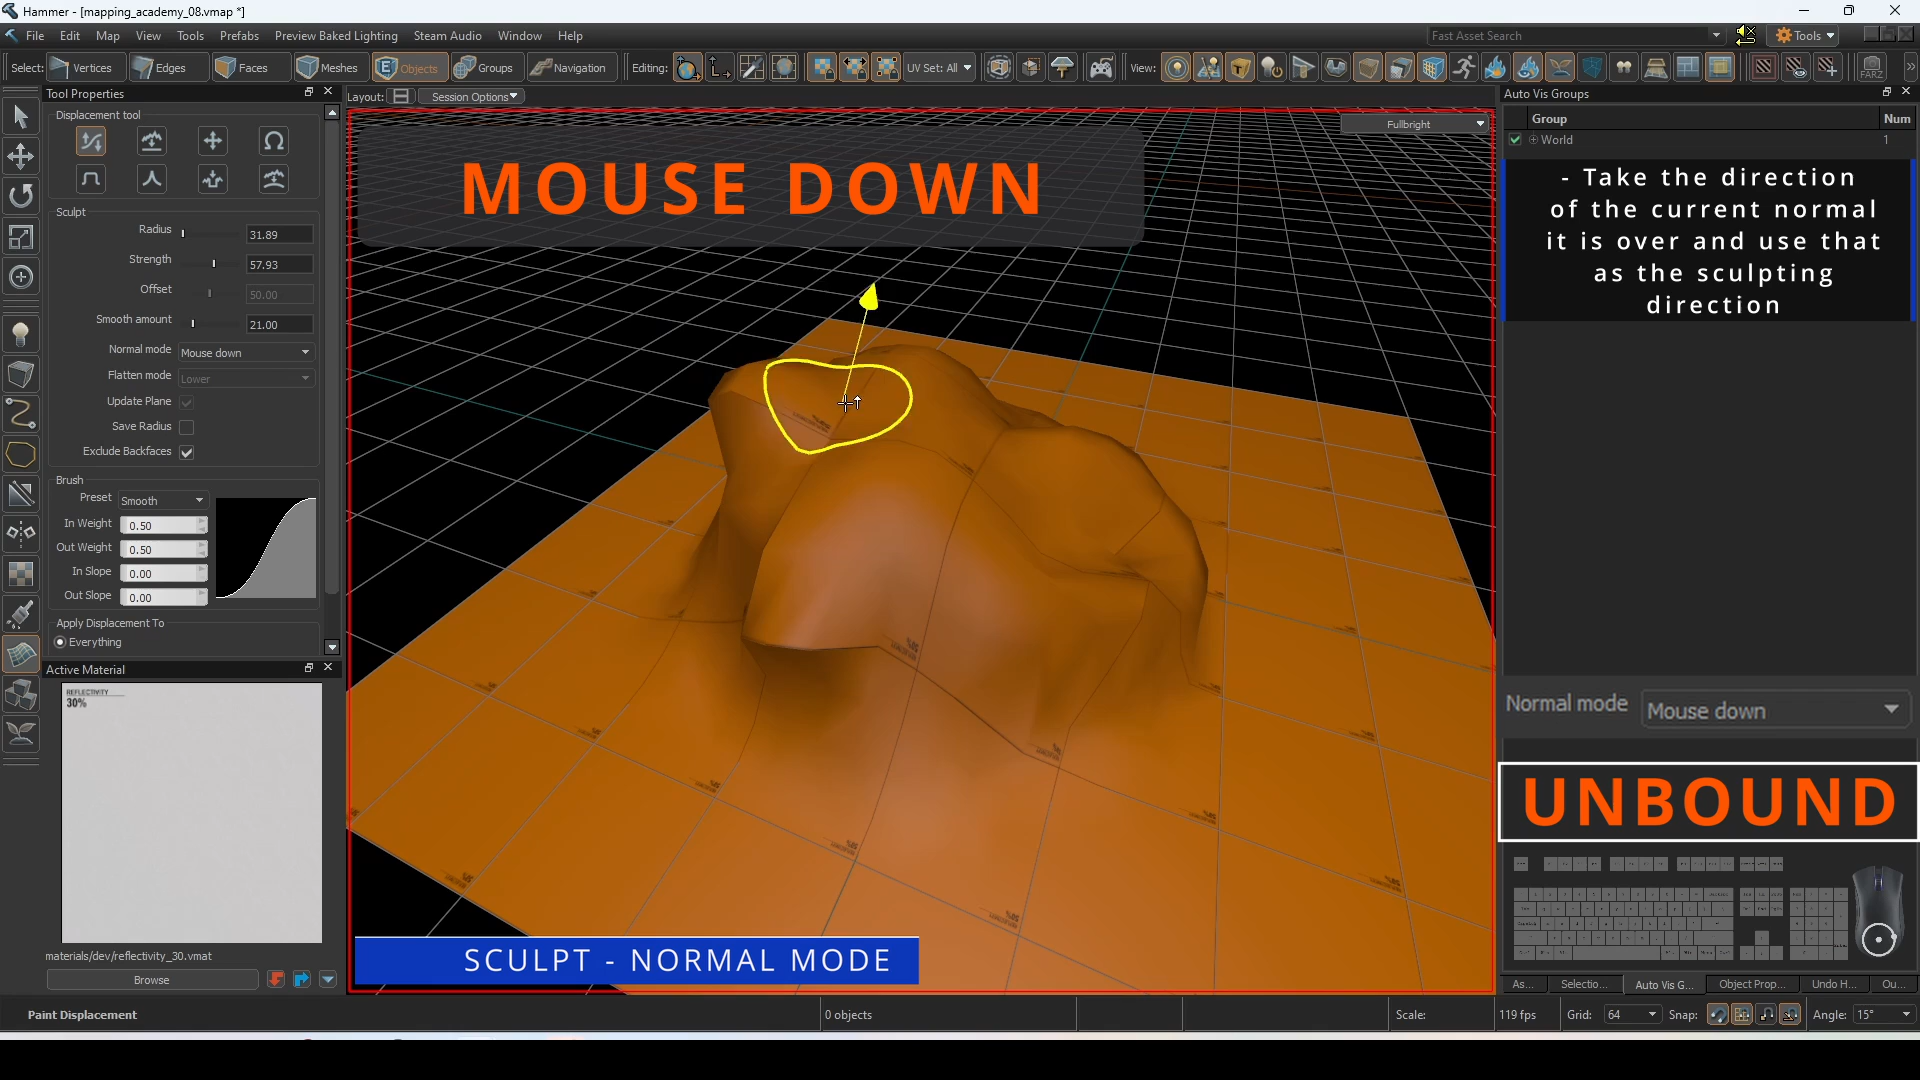 Hammer - [mapping_academy_08.vmap *]
File Edit Map View Tools Prefabs Preview Baked Lighting Steam Audio Window Help
Fast Asset Search
Tools
Select: Vertices Edges Faces Meshes Objects Groups Navigation Editing: UV Set: All View: FARZ
Tool Properties
Layout: Session Options
Auto Vis Groups
Displacement tool
Fullbright
Group Num
World 1
MOUSE DOWN
- Take the direction
of the current normal
it is over and use that
as the sculpting
direction
Sculpt
Radius 31.89
Strength 57.93
Offset 50.00
Smooth amount 21.00
Normal mode Mouse down
Flatten mode Lower
Update Plane
Save Radius
Exclude Backfaces
Brush
Preset Smooth
In Weight 0.50
Out Weight 0.50
In Slope 0.00
Out Slope 0.00
Apply Displacement To
Everything
Active Material
REFLECTIVITY
30%
Normal mode Mouse down
UNBOUND
SCULPT - NORMAL MODE
materials/dev/reflectivity_30.vmat
Browse
As... Selectio... Auto Vis G... Object Prop... Undo H... Ou...
Paint Displacement 0 objects Scale: 119 fps Grid: 64 Snap: Angle: 15°